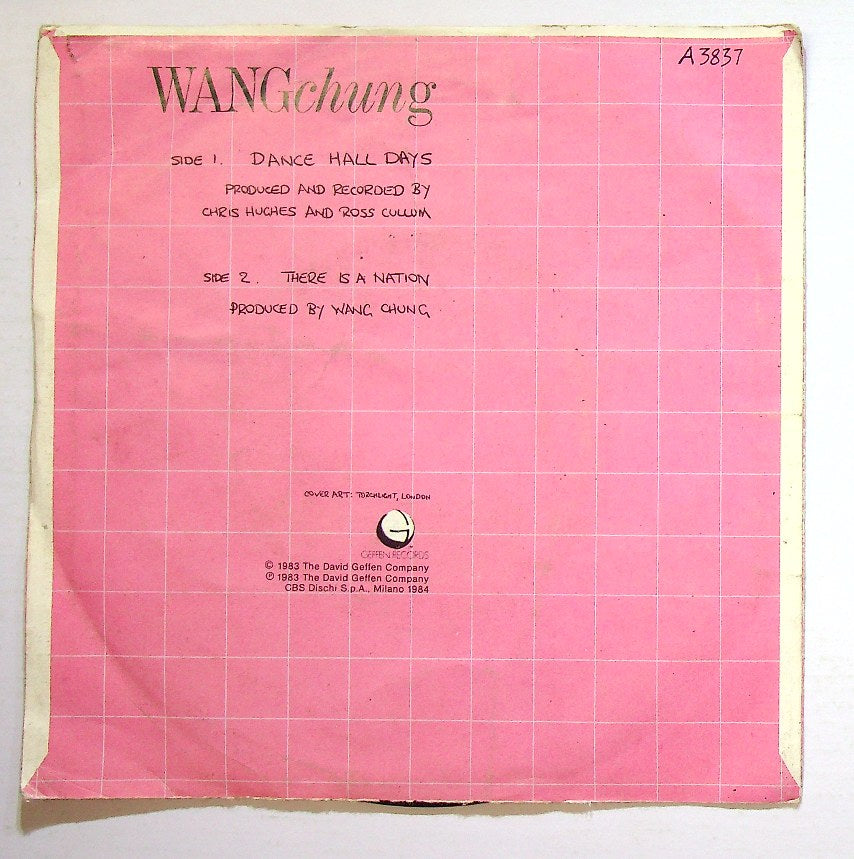 A3837
WANGchung
SIDE 1. DANCE HALL DAYS
PRODUCED AND RECORDED BY
CHRIS HUGHES AND ROSS CULLUM
SIDE 2. THERE IS A NATION
PRODUCED BY WANG CHUNG
COVER ART: TORCHLIGHT, LONDON
GEFFEN RECORDS
© 1983 The David Geffen Company
℗ 1983 The David Geffen Company
CBS Dischi S.p.A., Milano 1984